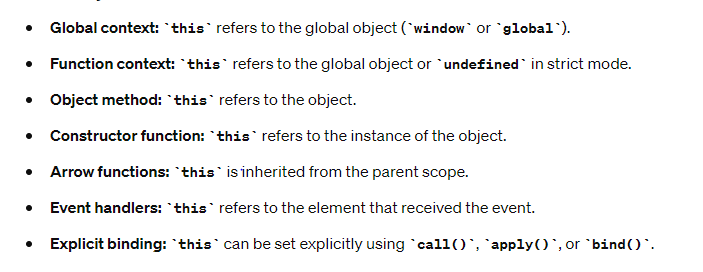 • Global context: `this` refers to the global object (`window` or `global`).
• Function context: `this` refers to the global object or `undefined` in strict mode.
• Object method: `this` refers to the object.
• Constructor function: `this` refers to the instance of the object.
• Arrow functions: `this` is inherited from the parent scope.
• Event handlers: `this` refers to the element that received the event.
• Explicit binding: `this` can be set explicitly using `call()`, `apply()`, or `bind()`.